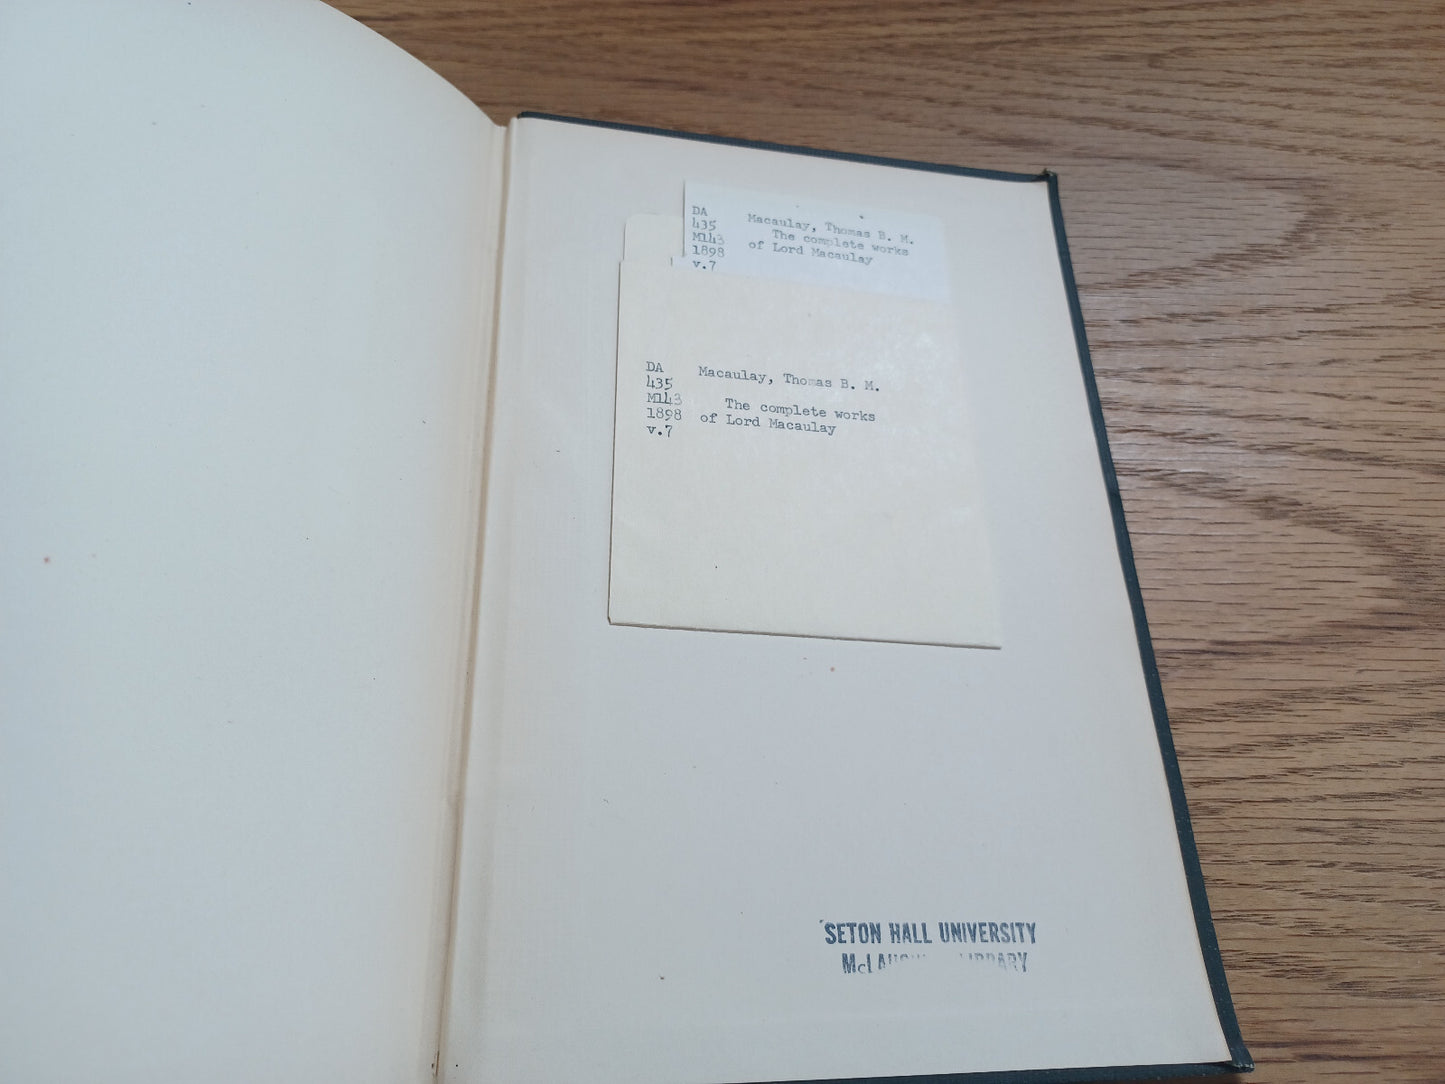 DA Macaulay, Thomas B. M.
435 The complete works
M143 of Lord Macaulay
1898
v.7
DA Macaulay, Thomas B. M.
435
M143 The complete works
1898 of Lord Macaulay
v.7
SETON HALL UNIVERSITY
LIBRARY